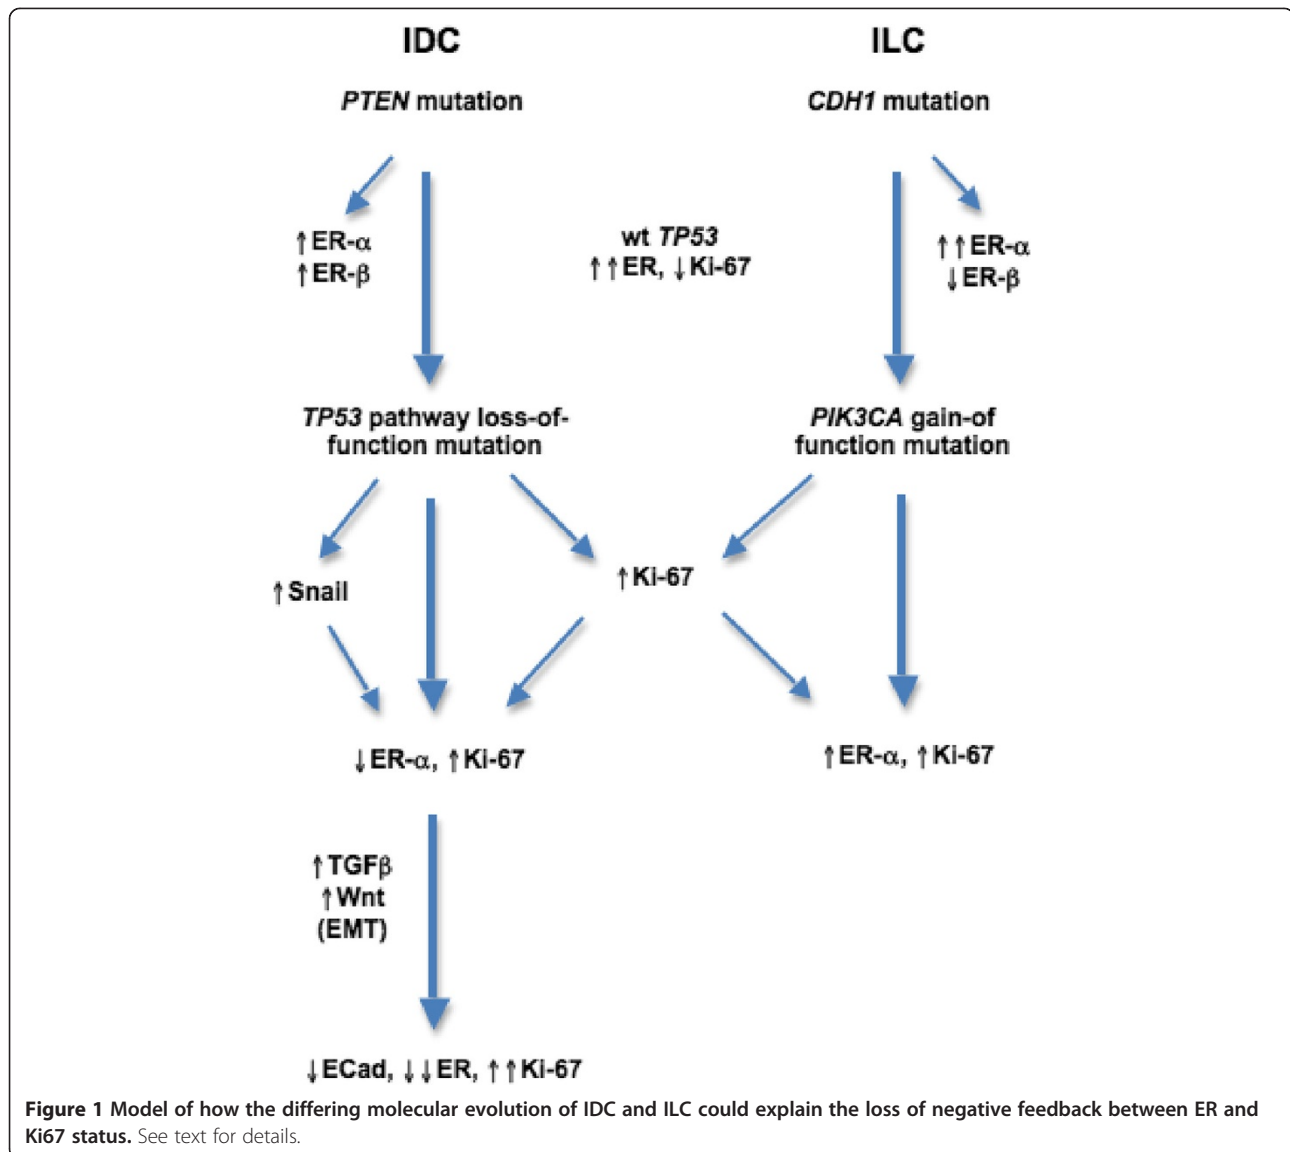 IDC
ILC
PTEN mutation
CDH1 mutation
↑ER-α
↑ER-β
wt TP53
↑↑ER, ↓Ki-67
↑↑ER-α
↓ER-β
TP53 pathway loss-of-
function mutation
PIK3CA gain-of
function mutation
↑Snail
↑Ki-67
↓ER-α, ↑Ki-67
↑ER-α, ↑Ki-67
↑TGFβ
↑Wnt
(EMT)
↓ECad, ↓↓ER, ↑↑Ki-67
Figure 1 Model of how the differing molecular evolution of IDC and ILC could explain the loss of negative feedback between ER and
Ki67 status. See text for details.